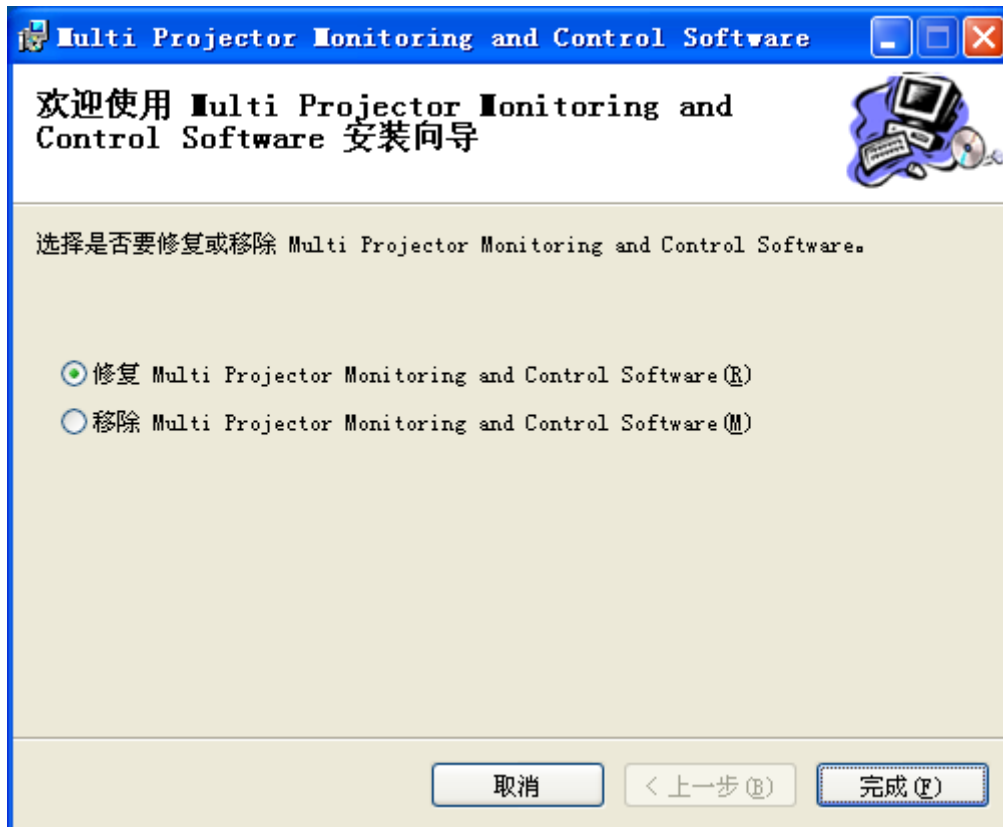 Multi Projector Monitoring and Control Software
欢迎使用 Multi Projector Monitoring and
Control Software 安装向导
选择是否要修复或移除 Multi Projector Monitoring and Control Software。
修复 Multi Projector Monitoring and Control Software(R)
移除 Multi Projector Monitoring and Control Software(M)
取消
< 上一步(B)
完成(F)